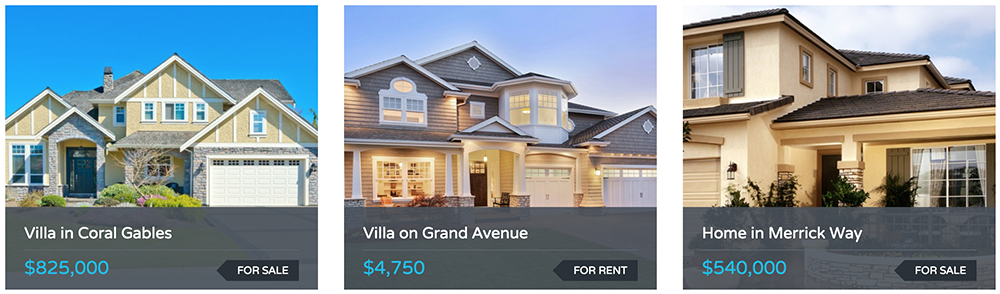 Villa in Coral Gables
$825,000
FOR SALE
Villa on Grand Avenue
$4,750
FOR RENT
Home in Merrick Way
$540,000
FOR SALE